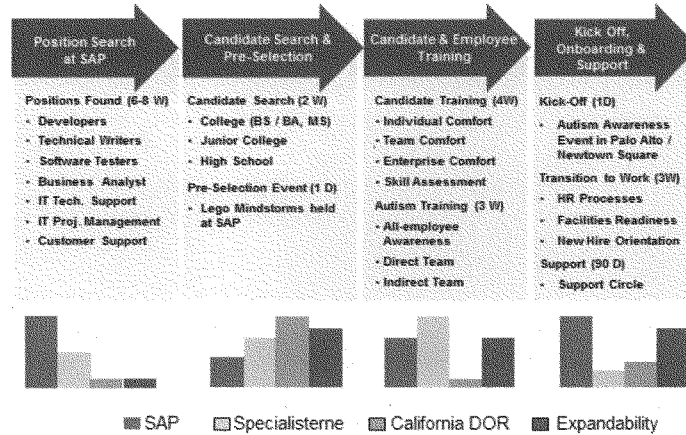 Position Search
at SAP
Candidate Search &
Pre-Selection
Candidate & Employee
Training
Kick Off,
Onboarding &
Support
Positions Found (6-8 W)
• Developers
• Technical Writers
• Software Testers
• Business Analyst
• IT Tech. Support
• IT Proj. Management
• Customer Support
Candidate Search (2 W)
• College (BS / BA, MS)
• Junior College
• High School
Pre-Selection Event (1 D)
• Lego Mindstorms held
at SAP
Candidate Training (4W)
• Individual Comfort
• Team Comfort
• Enterprise Comfort
• Skill Assessment
Autism Training (3 W)
• All-employee
Awareness
• Direct Team
• Indirect Team
Kick-Off (1D)
• Autism Awareness
Event in Palo Alto /
Newtown Square
Transition to Work (3W)
• HR Processes
• Facilities Readiness
• New Hire Orientation
Support (90 D)
• Support Circle
SAP
Specialisterne
California DOR
Expandability